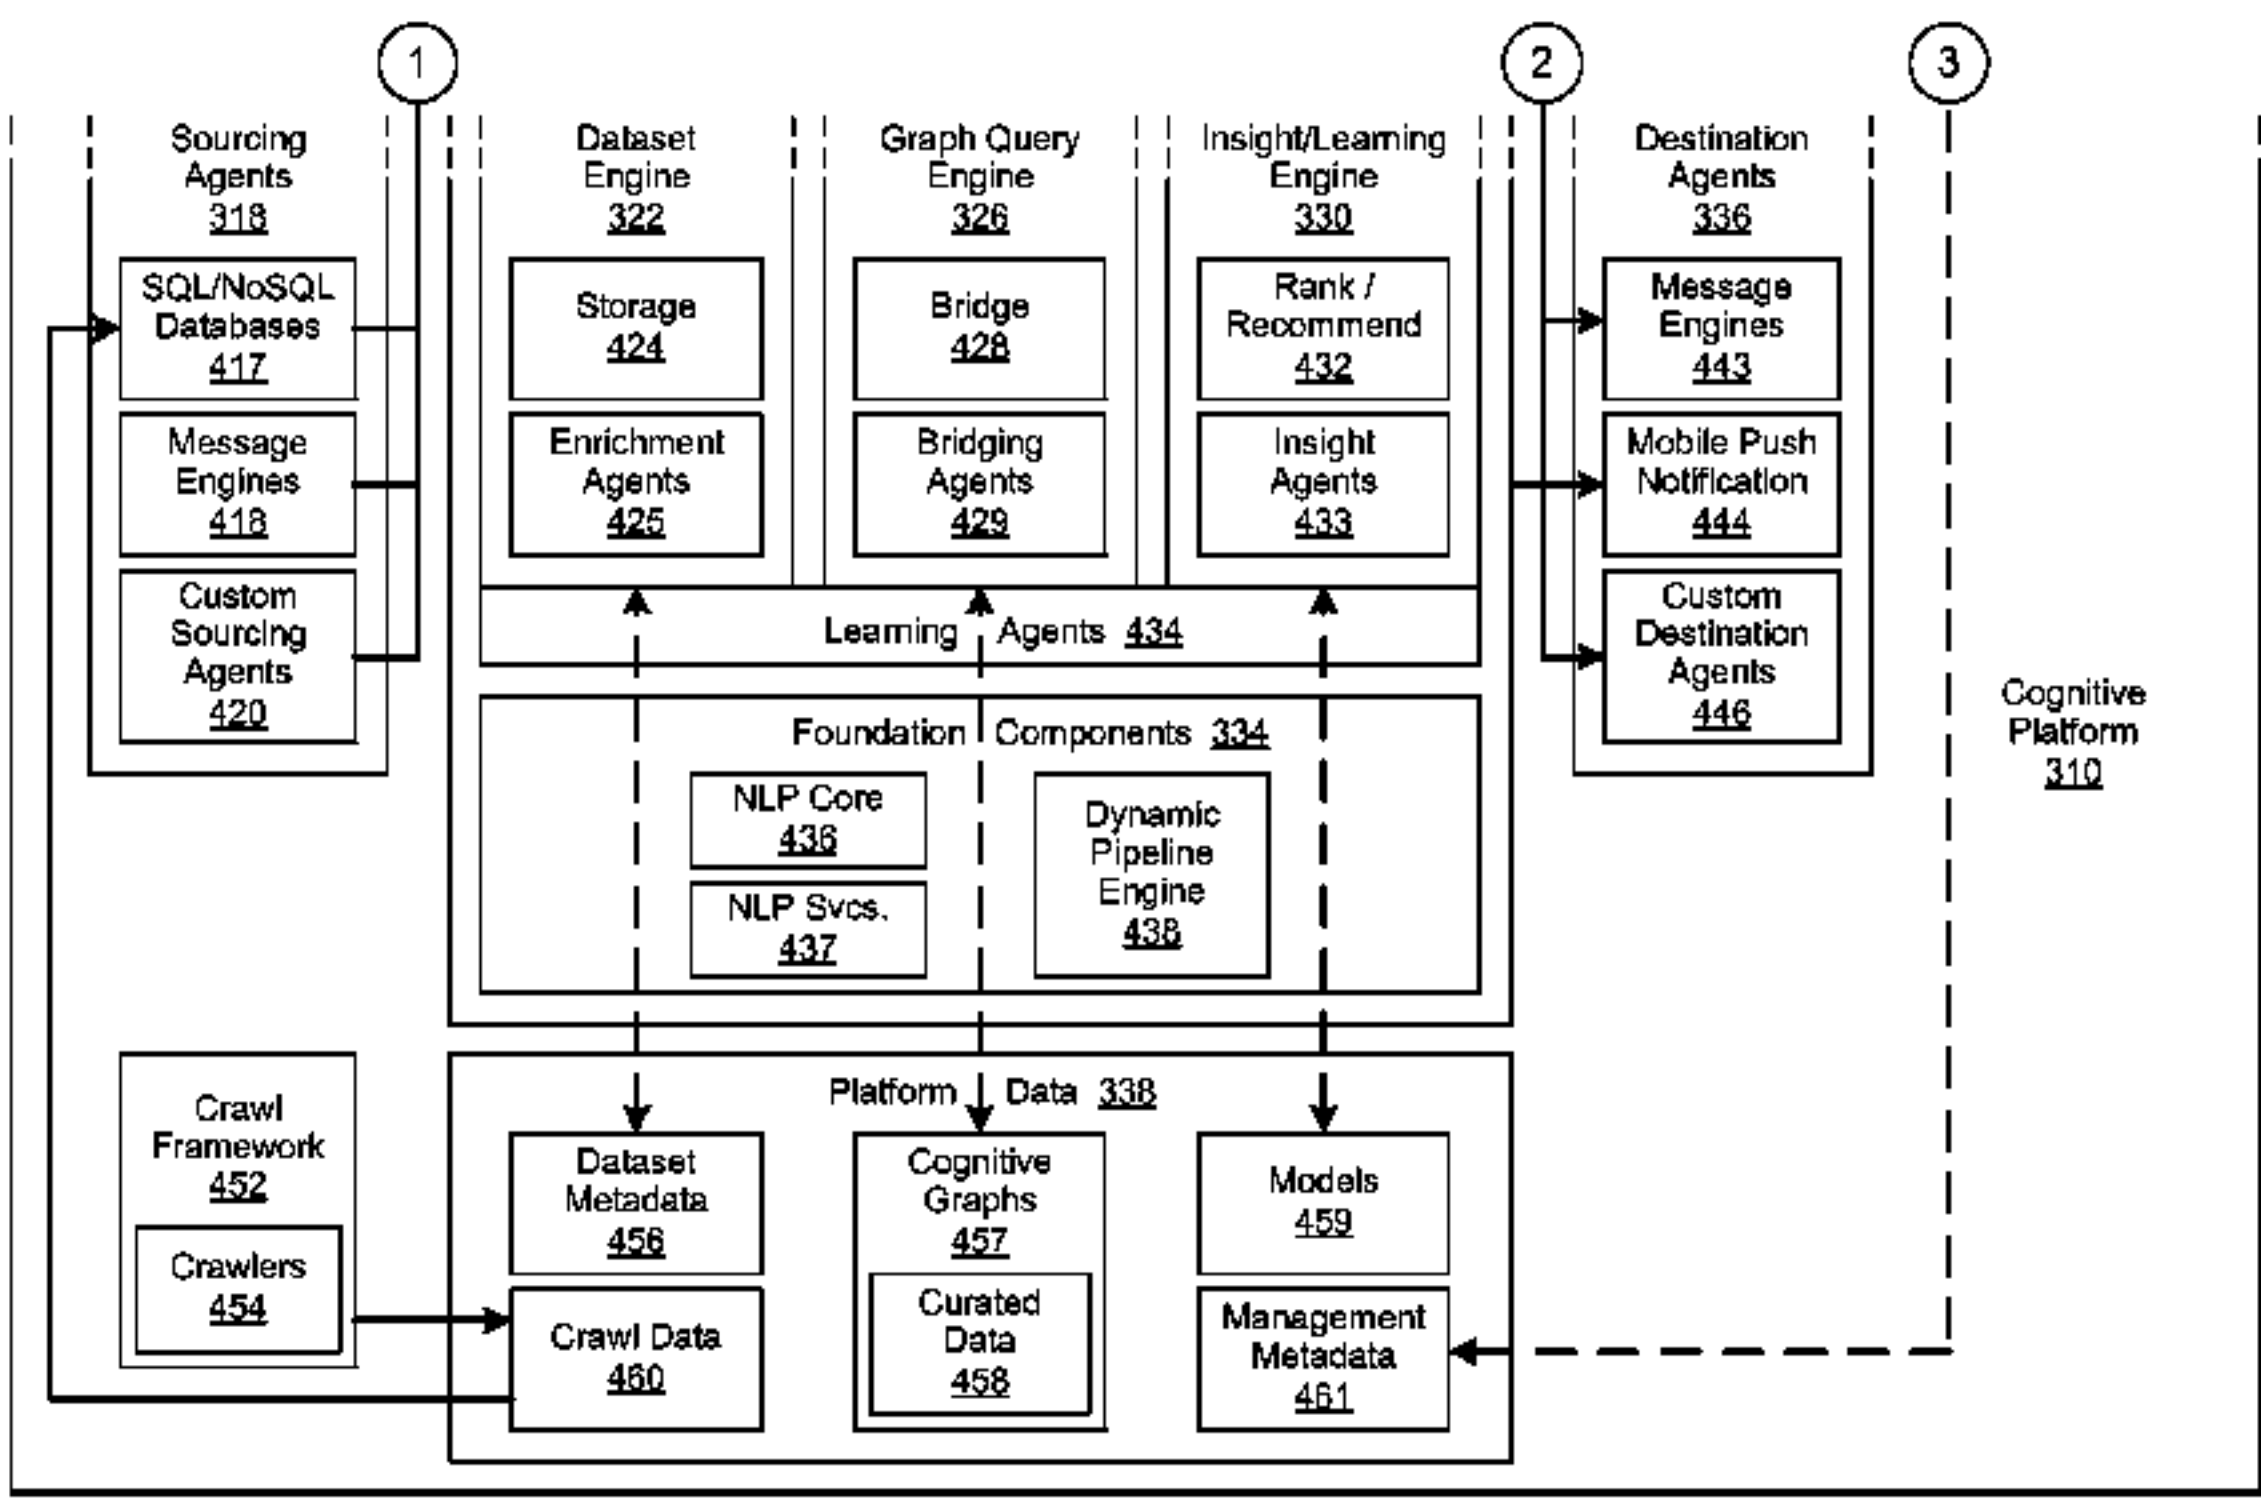 1
2
3
Sourcing
Agents
318
SQL/NoSQL
Databases
417
Message
Engines
418
Custom
Sourcing
Agents
420
Dataset
Engine
322
Storage
424
Enrichment
Agents
425
Graph Query
Engine
326
Bridge
428
Bridging
Agents
429
Insight/Learning
Engine
330
Rank /
Recommend
432
Insight
Agents
433
Destination
Agents
336
Message
Engines
443
Mobile Push
Notification
444
Custom
Destination
Agents
446
Learning Agents 434
Foundation Components 334
NLP Core
436
NLP Svcs.
437
Dynamic
Pipeline
Engine
438
Cognitive
Platform
310
Crawl
Framework
452
Crawlers
454
Platform Data 338
Dataset
Metadata
456
Crawl Data
460
Cognitive
Graphs
457
Curated
Data
458
Models
459
Management
Metadata
461